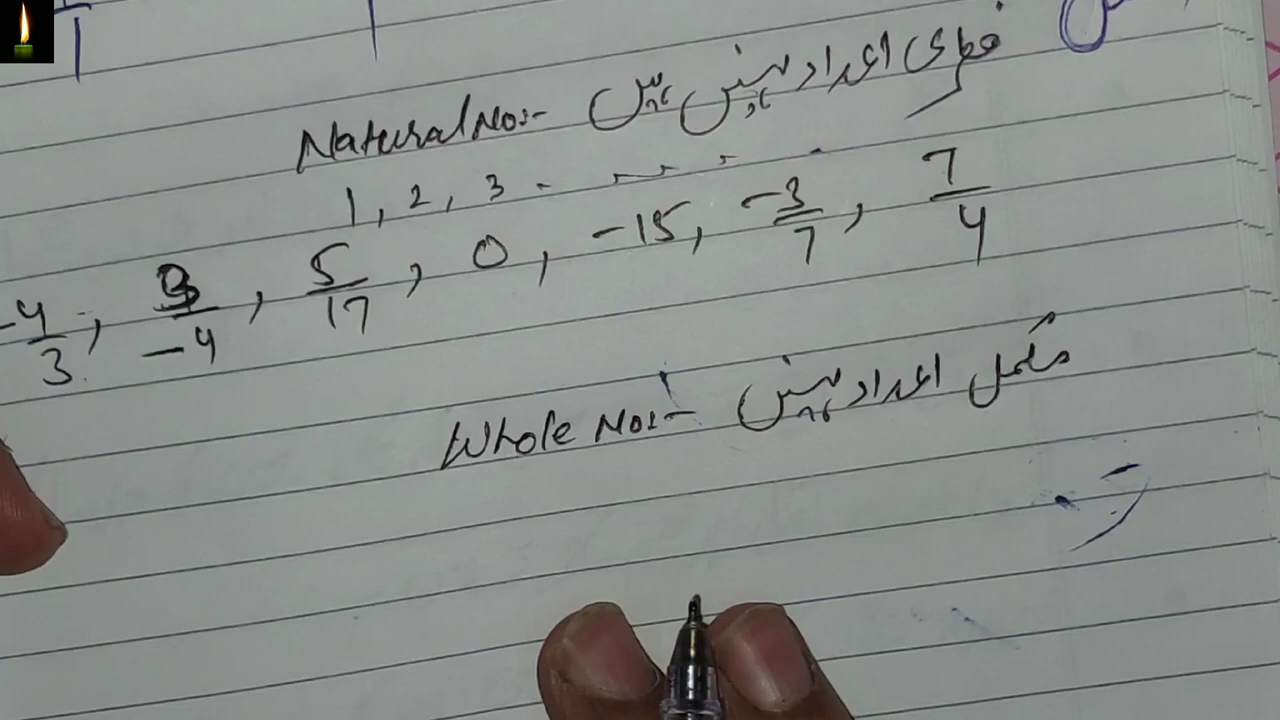 Natural Nos:- فطری اعداد نہیں ہیں
1, 2, 3 - - - - -
-4/3, 3/-4, 5/17, 0, -15, -3/7, 7/4
Whole Nos:- مکمل اعداد نہیں